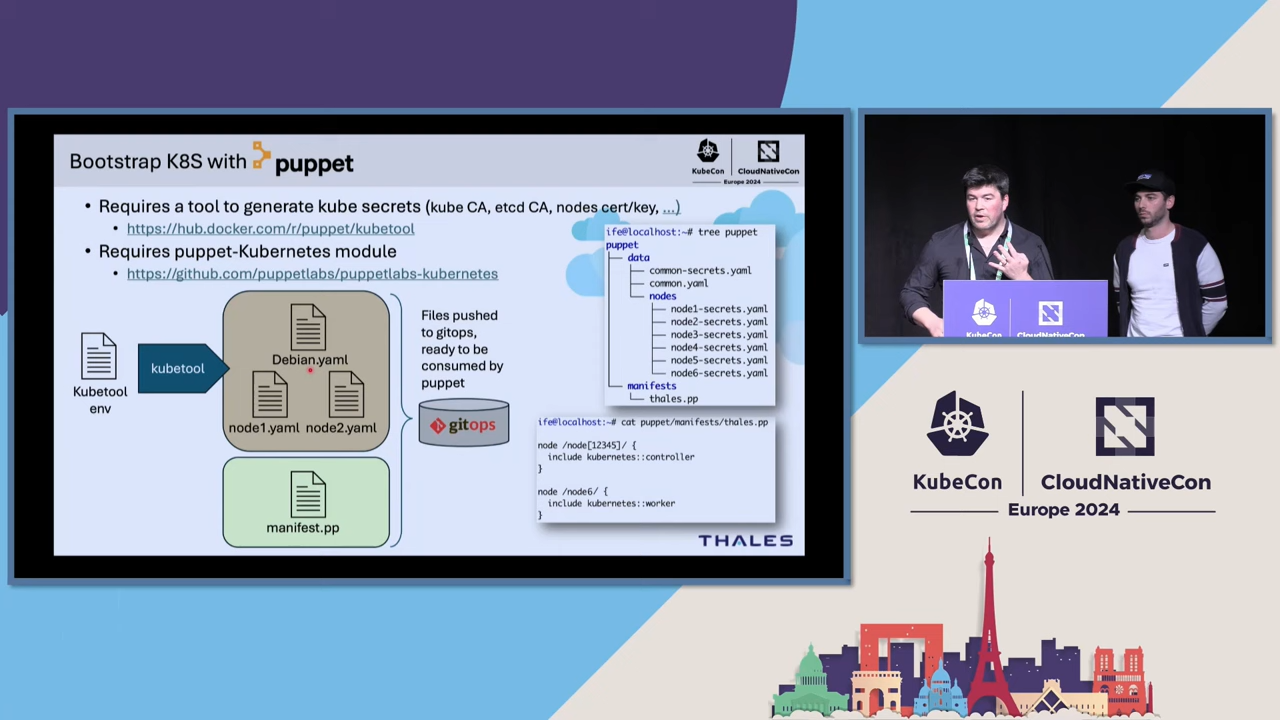 Bootstrap K8S with puppet
KubeCon
CloudNativeCon
Europe 2024
• Requires a tool to genrate kube secrets (kube CA, etcd CA, nodes cert/key, ...)
• https://hub.docker.com/r/puppet/kubetool
• Requires puppet-Kubernetes module
• https://github.com/puppetlabs/puppetlabs-kubernetes
Kubetool
env
kubetool
Debian.yaml
node1.yaml node2.yaml
manifest.pp
Files pushed
to gitops,
ready to be
consumed by
puppet
gitops
ife@localhost:~# tree puppet
puppet
data
common-secrets.yaml
common.yaml
nodes
node1-secrets.yaml
node2-secrets.yaml
node3-secrets.yaml
node4-secrets.yaml
node5-secrets.yaml
node6-secrets.yaml
manifests
thales.pp
ife@localhost:~# cat puppet/manifests/thales.pp
node /node[12345]/ {
include kubernetes::controller
}
node /node6/ {
include kubernetes::worker
}
THALES
KubeCon
CloudNativeCon
KubeCon
CloudNativeCon
Europe 2024